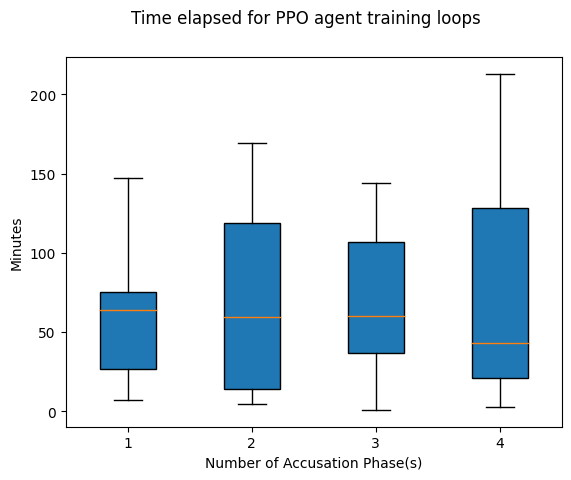 Time elapsed for PPO agent training loops
200
150
100
50
0
Minutes
1 2 3 4
Number of Accusation Phase(s)